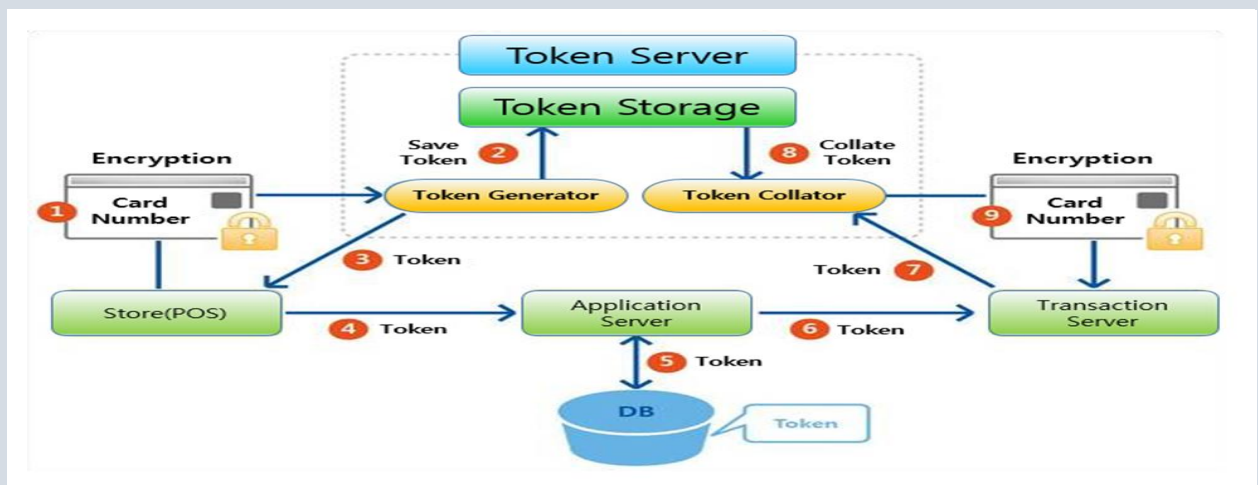 Token Server
Token Storage
Save
Token
2
8
Collate
Token
Encryption
Encryption
Token Generator
Token Collator
1
Card
Number
9
Card
Number
3
Token
Token
7
Store(POS)
Application
Server
Transaction
Server
4
Token
6
Token
5
Token
DB
Token